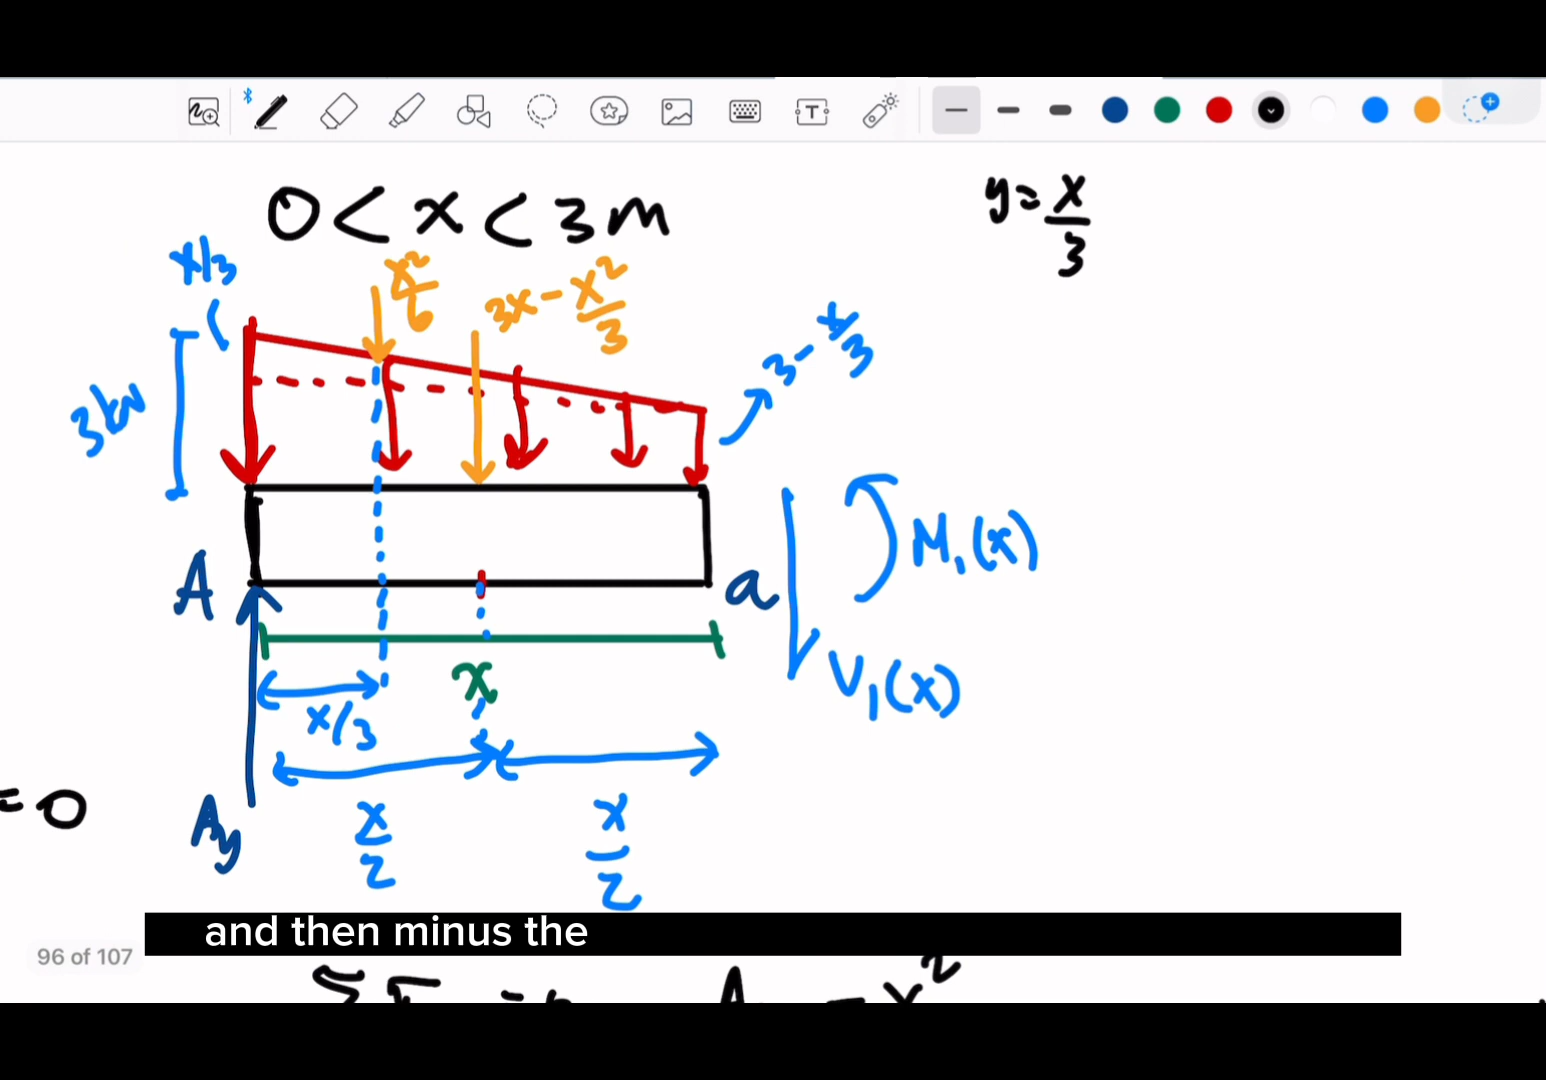 0 < x < 3m
y = x/3
x/3
x²/6
3x - x²/3
3 - x/3
3kN
A
a
M₁(x)
V₁(x)
x
x/3
= 0
Ay
x/2
x/2
and then minus the
96 of 107